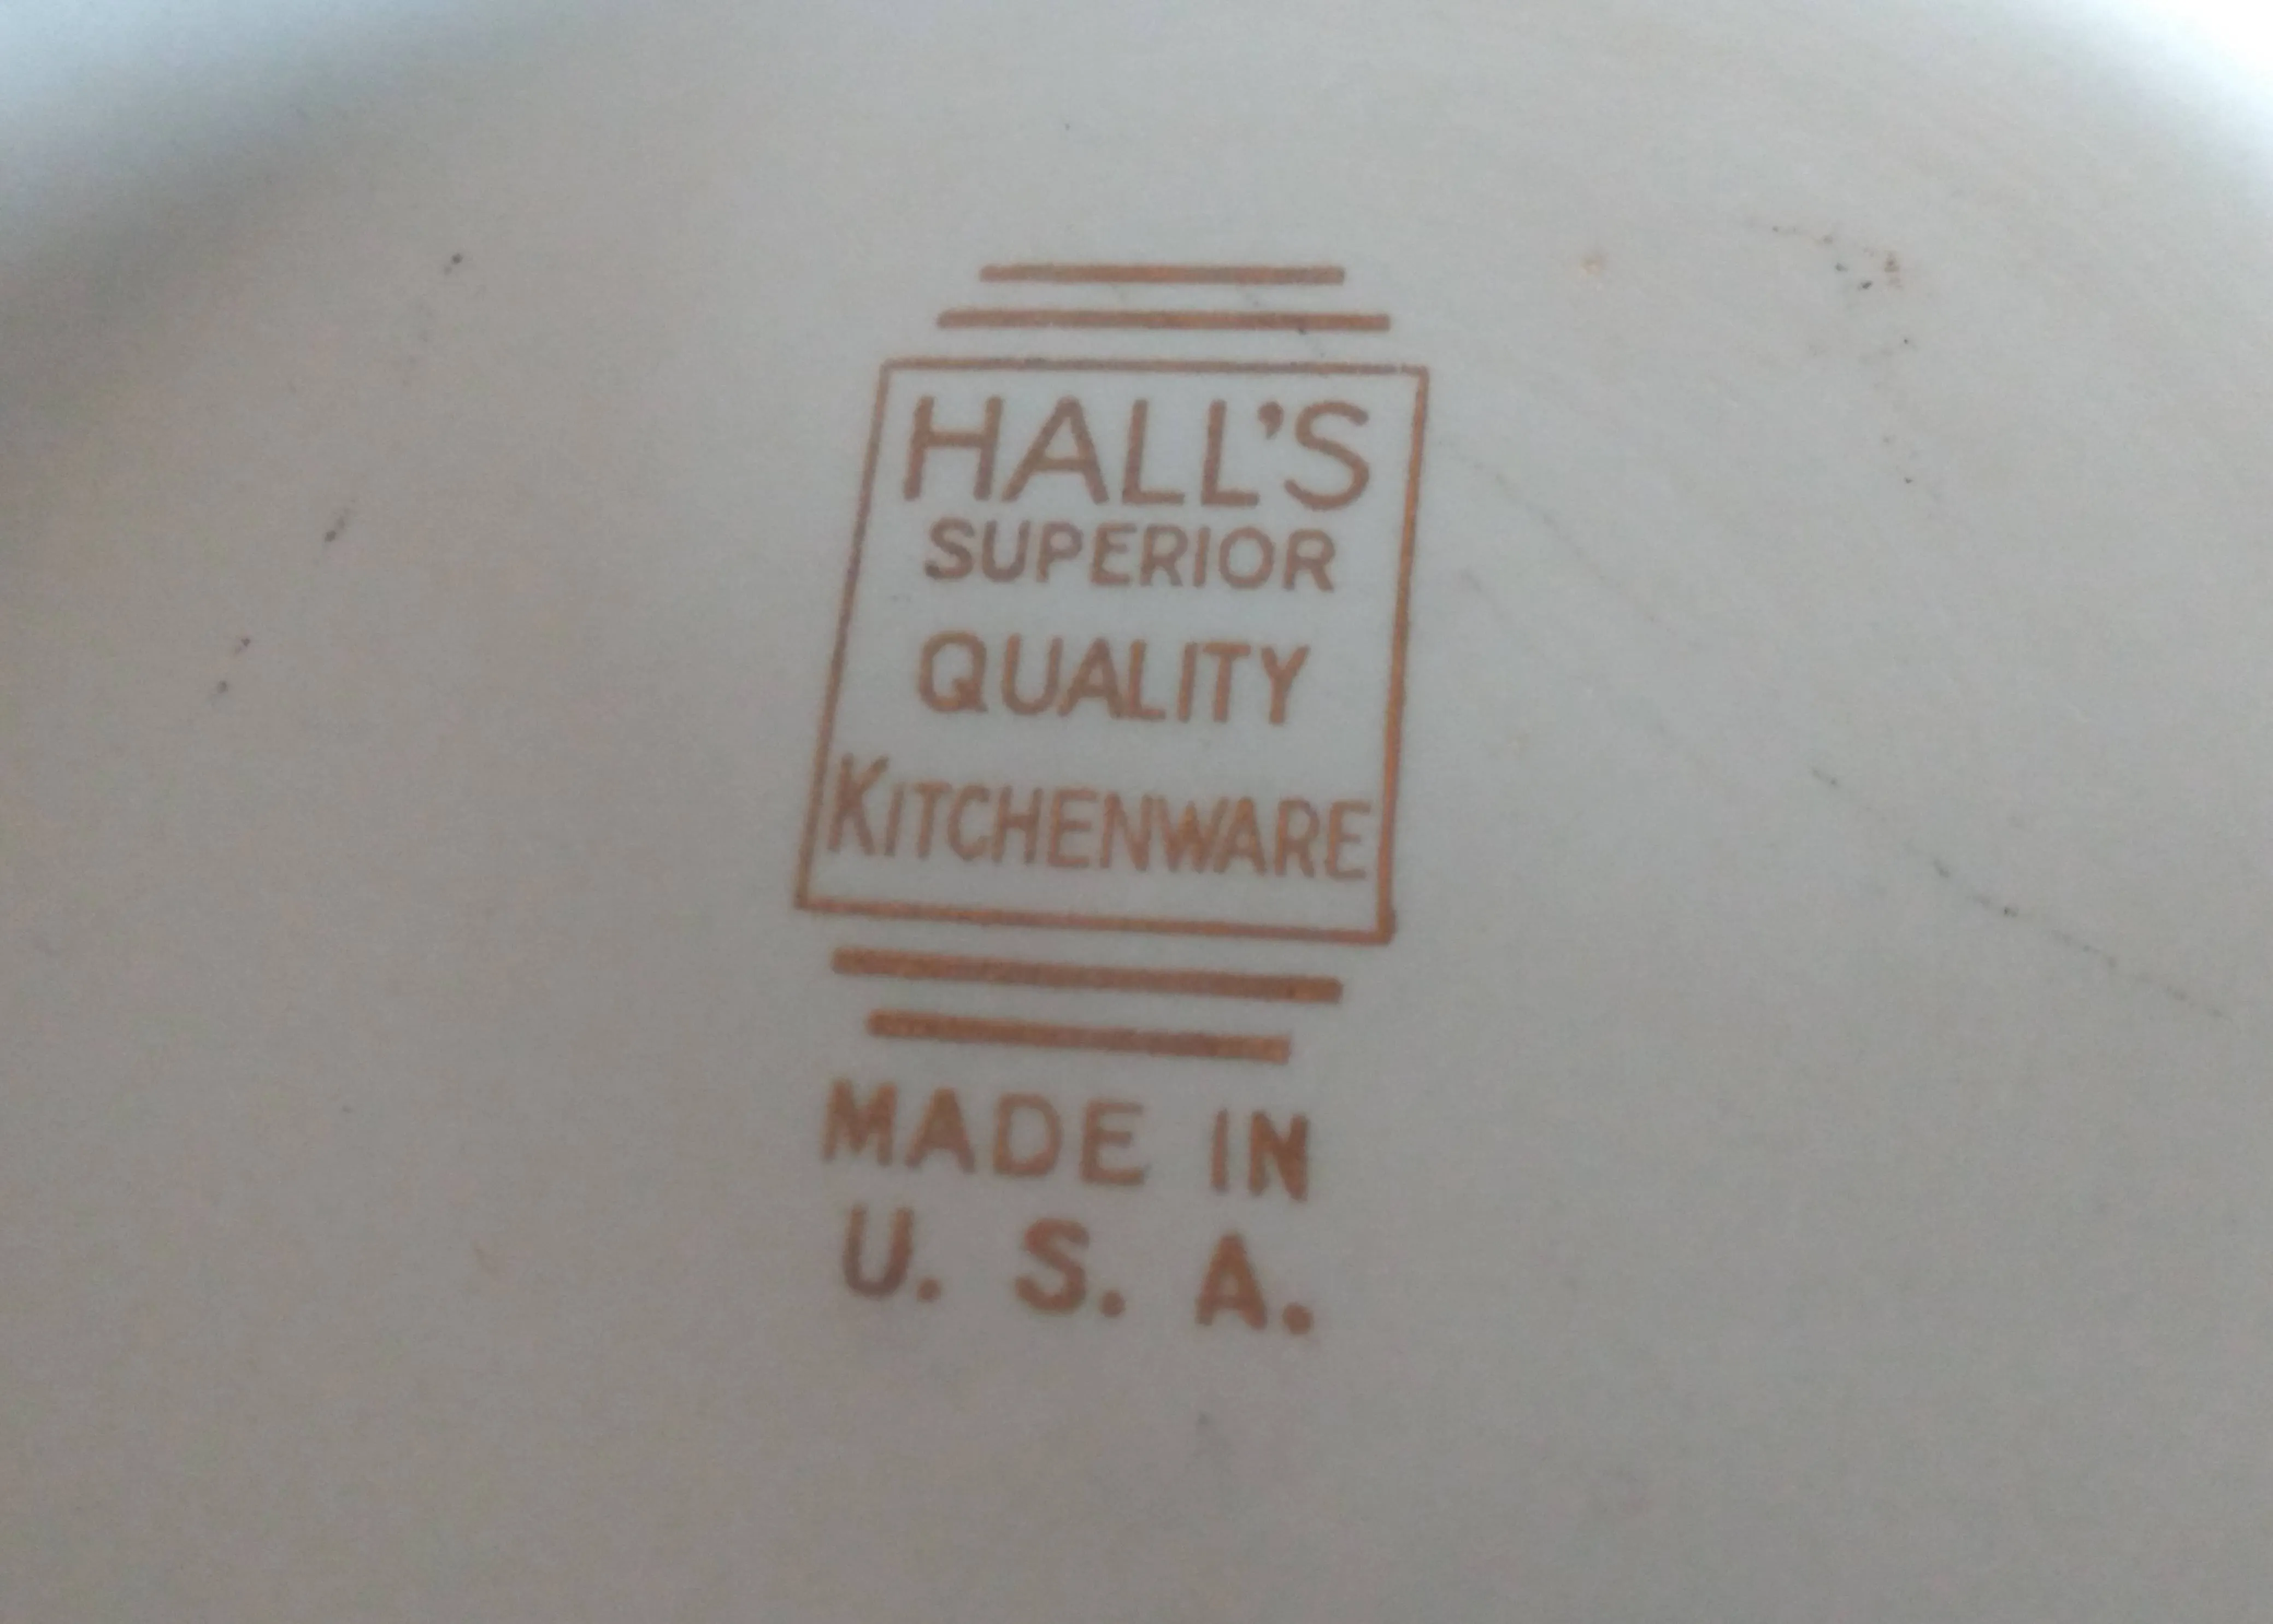 HALL'S
SUPERIOR
QUALITY
KITCHENWARE
MADE IN
U. S. A.